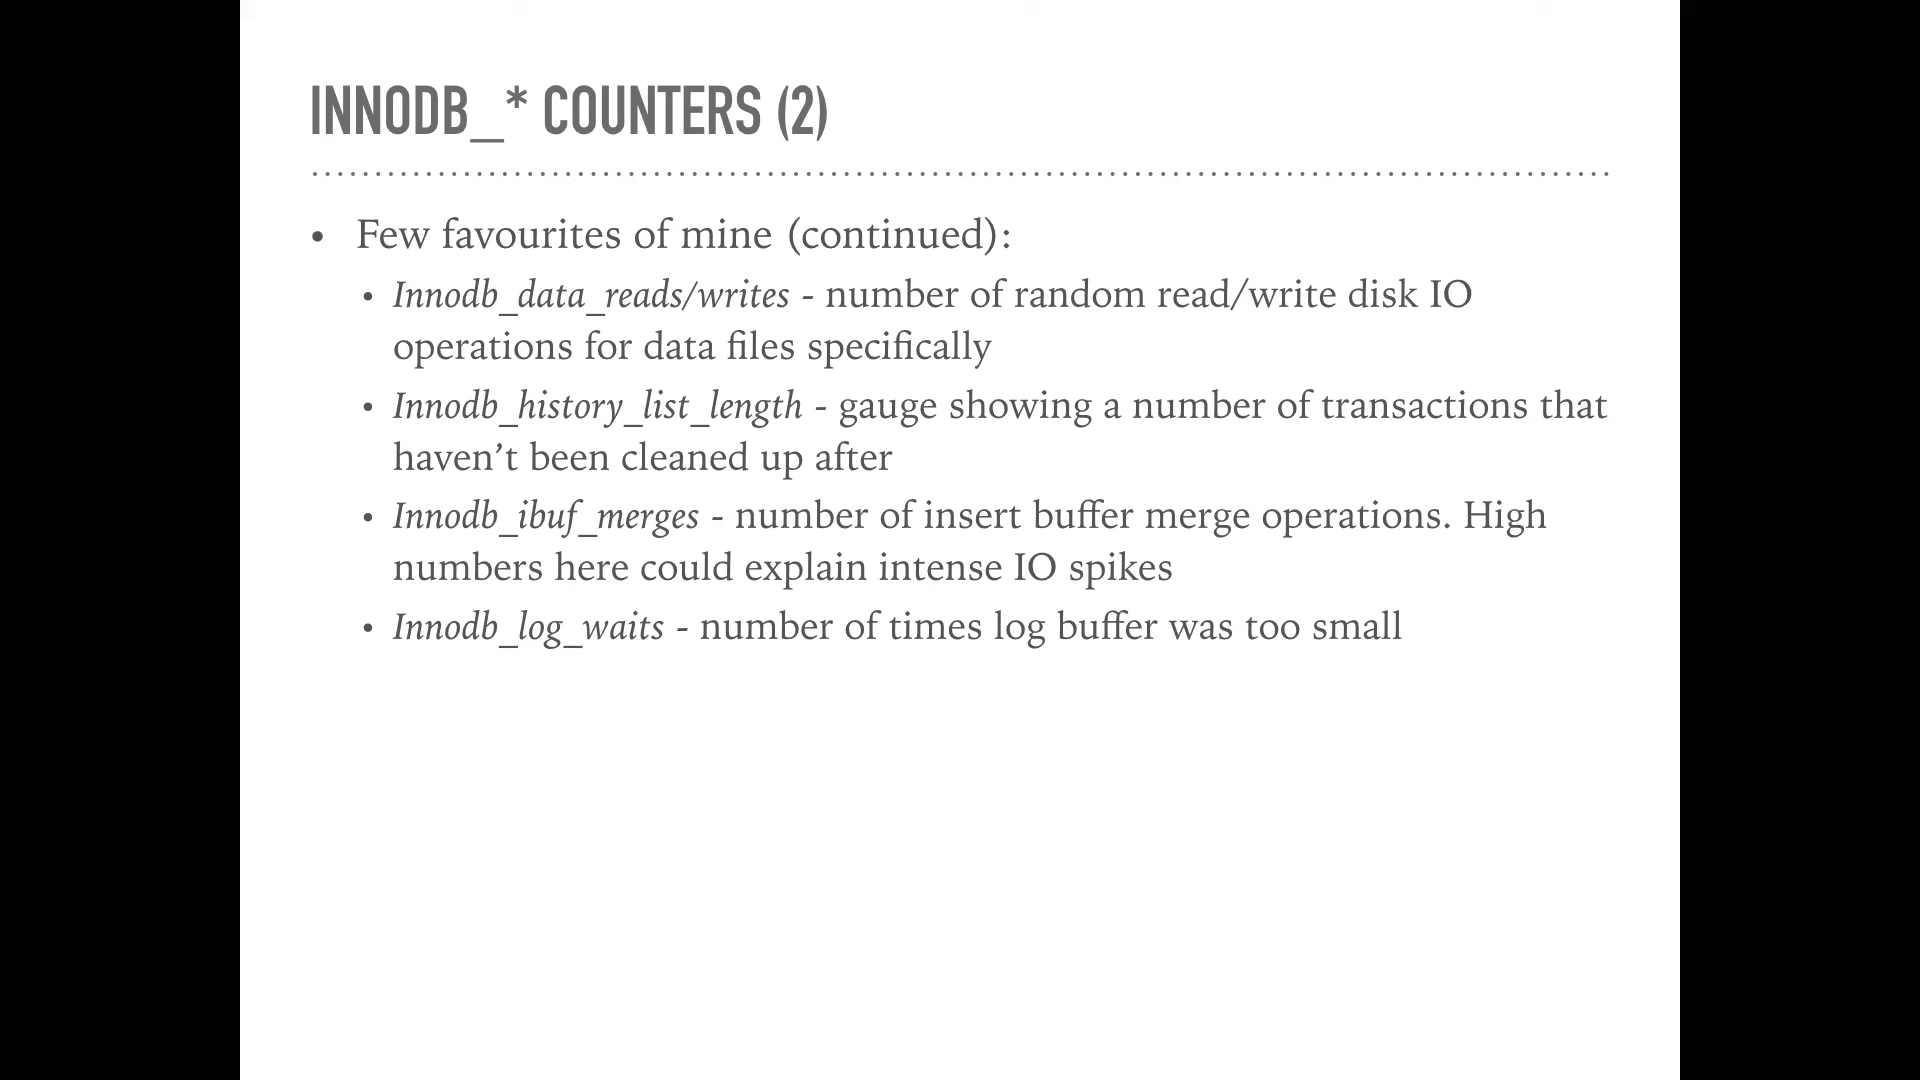 INNODB_* COUNTERS (2)
• Few favourites of mine (continued):
• Innodb_data_reads/writes - number of random read/write disk IO
operations for data files specifically
• Innodb_history_list_length - gauge showing a number of transactions that
haven’t been cleaned up after
• Innodb_ibuf_merges - number of insert buffer merge operations. High
numbers here could explain intense IO spikes
• Innodb_log_waits - number of times log buffer was too small